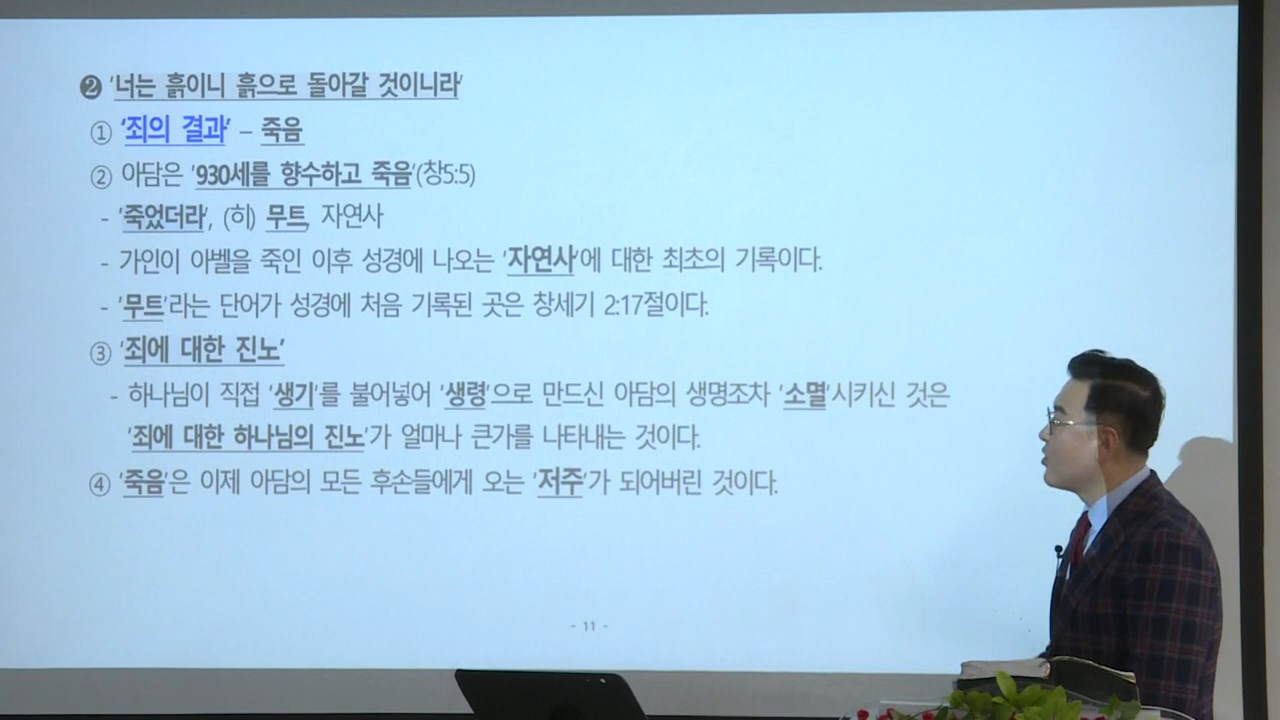 ❷ '너는 흙이니 흙으로 돌아갈 것이니라'
① '죄의 결과' – 죽음
② 아담은 '930세를 향수하고 죽음'(창5:5)
- '죽었더라', (히) 무트, 자연사
- 가인이 아벨을 죽인 이후 성경에 나오는 '자연사'에 대한 최초의 기록이다.
- '무트'라는 단어가 성경에 처음 기록된 곳은 창세기 2:17절이다.
③ '죄에 대한 진노'
- 하나님이 직접 '생기'를 불어넣어 '생령'으로 만드신 아담의 생명조차 '소멸'시키신 것은
'죄에 대한 하나님의 진노'가 얼마나 큰가를 나타내는 것이다.
④ '죽음'은 이제 아담의 모든 후손들에게 오는 '저주'가 되어버린 것이다.
- 11 -